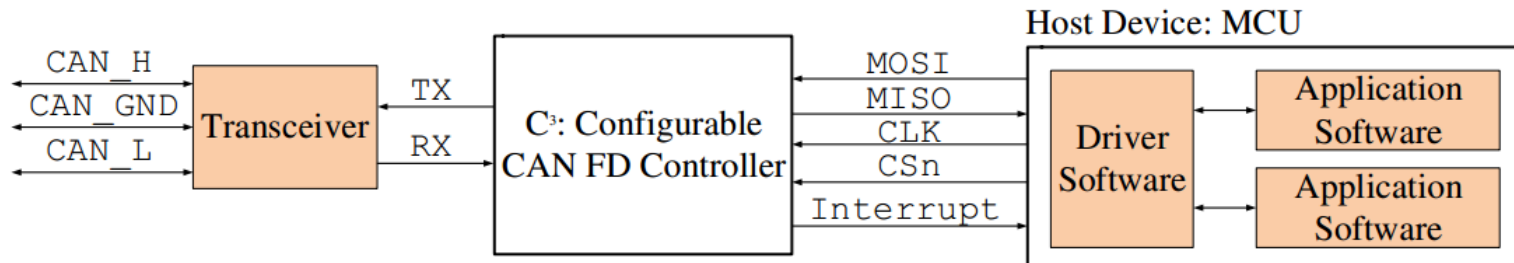 Host Device: MCU
CAN_H
CAN_GND
CAN_L
Transceiver
TX
RX
C³: Configurable
CAN FD Controller
MOSI
MISO
CLK
CSn
Interrupt
Driver
Software
Application
Software
Application
Software